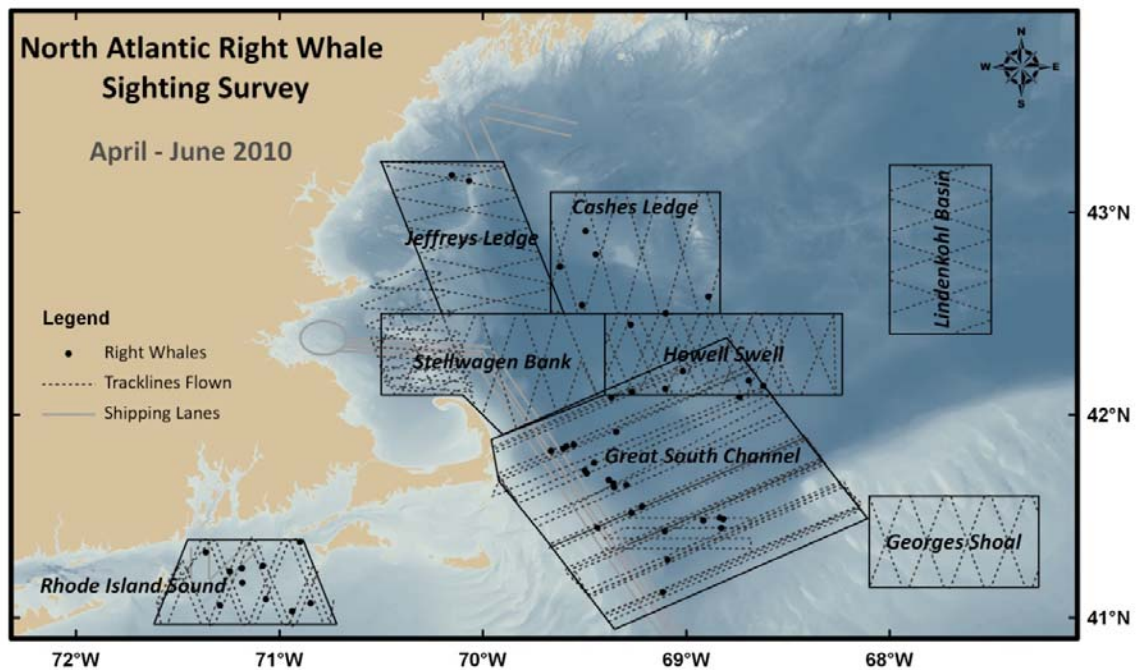 North Atlantic Right Whale
Sighting Survey
April - June 2010
N
W
E
S
Cashes Ledge
Jeffreys Ledge
Lindenkohl Basin
43°N
Legend
Right Whales
Tracklines Flown
Shipping Lanes
Stellwagen Bank
Howell Swell
42°N
Great South Channel
Georges Shoal
Rhode Island Sound
41°N
72°W
71°W
70°W
69°W
68°W